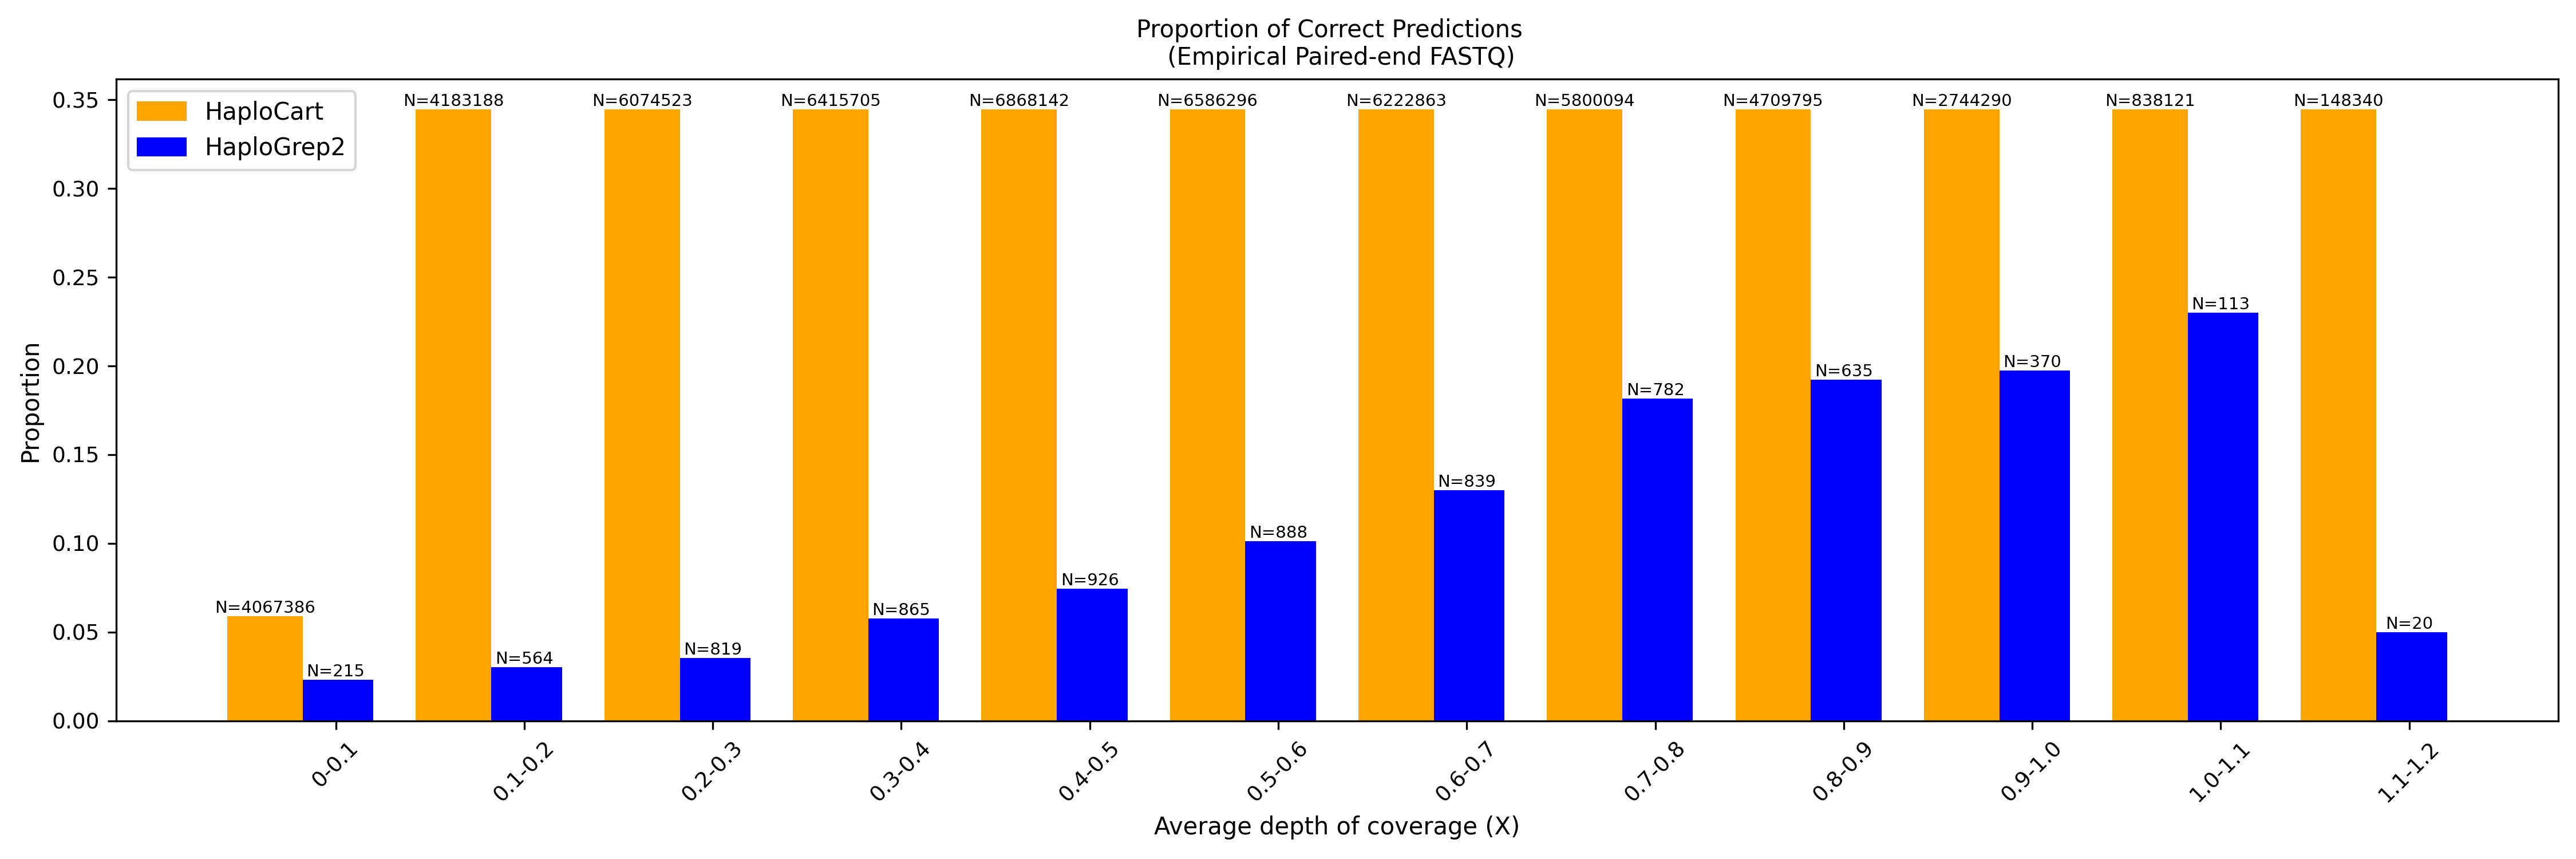 Proportion of Correct Predictions
(Empirical Paired-end FASTQ)
HaploCart
HaploGrep2
Proportion
0.35
0.30
0.25
0.20
0.15
0.10
0.05
0.00
N=4067386
N=215
N=4183188
N=564
N=6074523
N=819
N=6415705
N=865
N=6868142
N=926
N=6586296
N=888
N=6222863
N=839
N=5800094
N=782
N=4709795
N=635
N=2744290
N=370
N=838121
N=113
N=148340
N=20
0-0.1
0.1-0.2
0.2-0.3
0.3-0.4
0.4-0.5
0.5-0.6
0.6-0.7
0.7-0.8
0.8-0.9
0.9-1.0
1.0-1.1
1.1-1.2
Average depth of coverage (X)